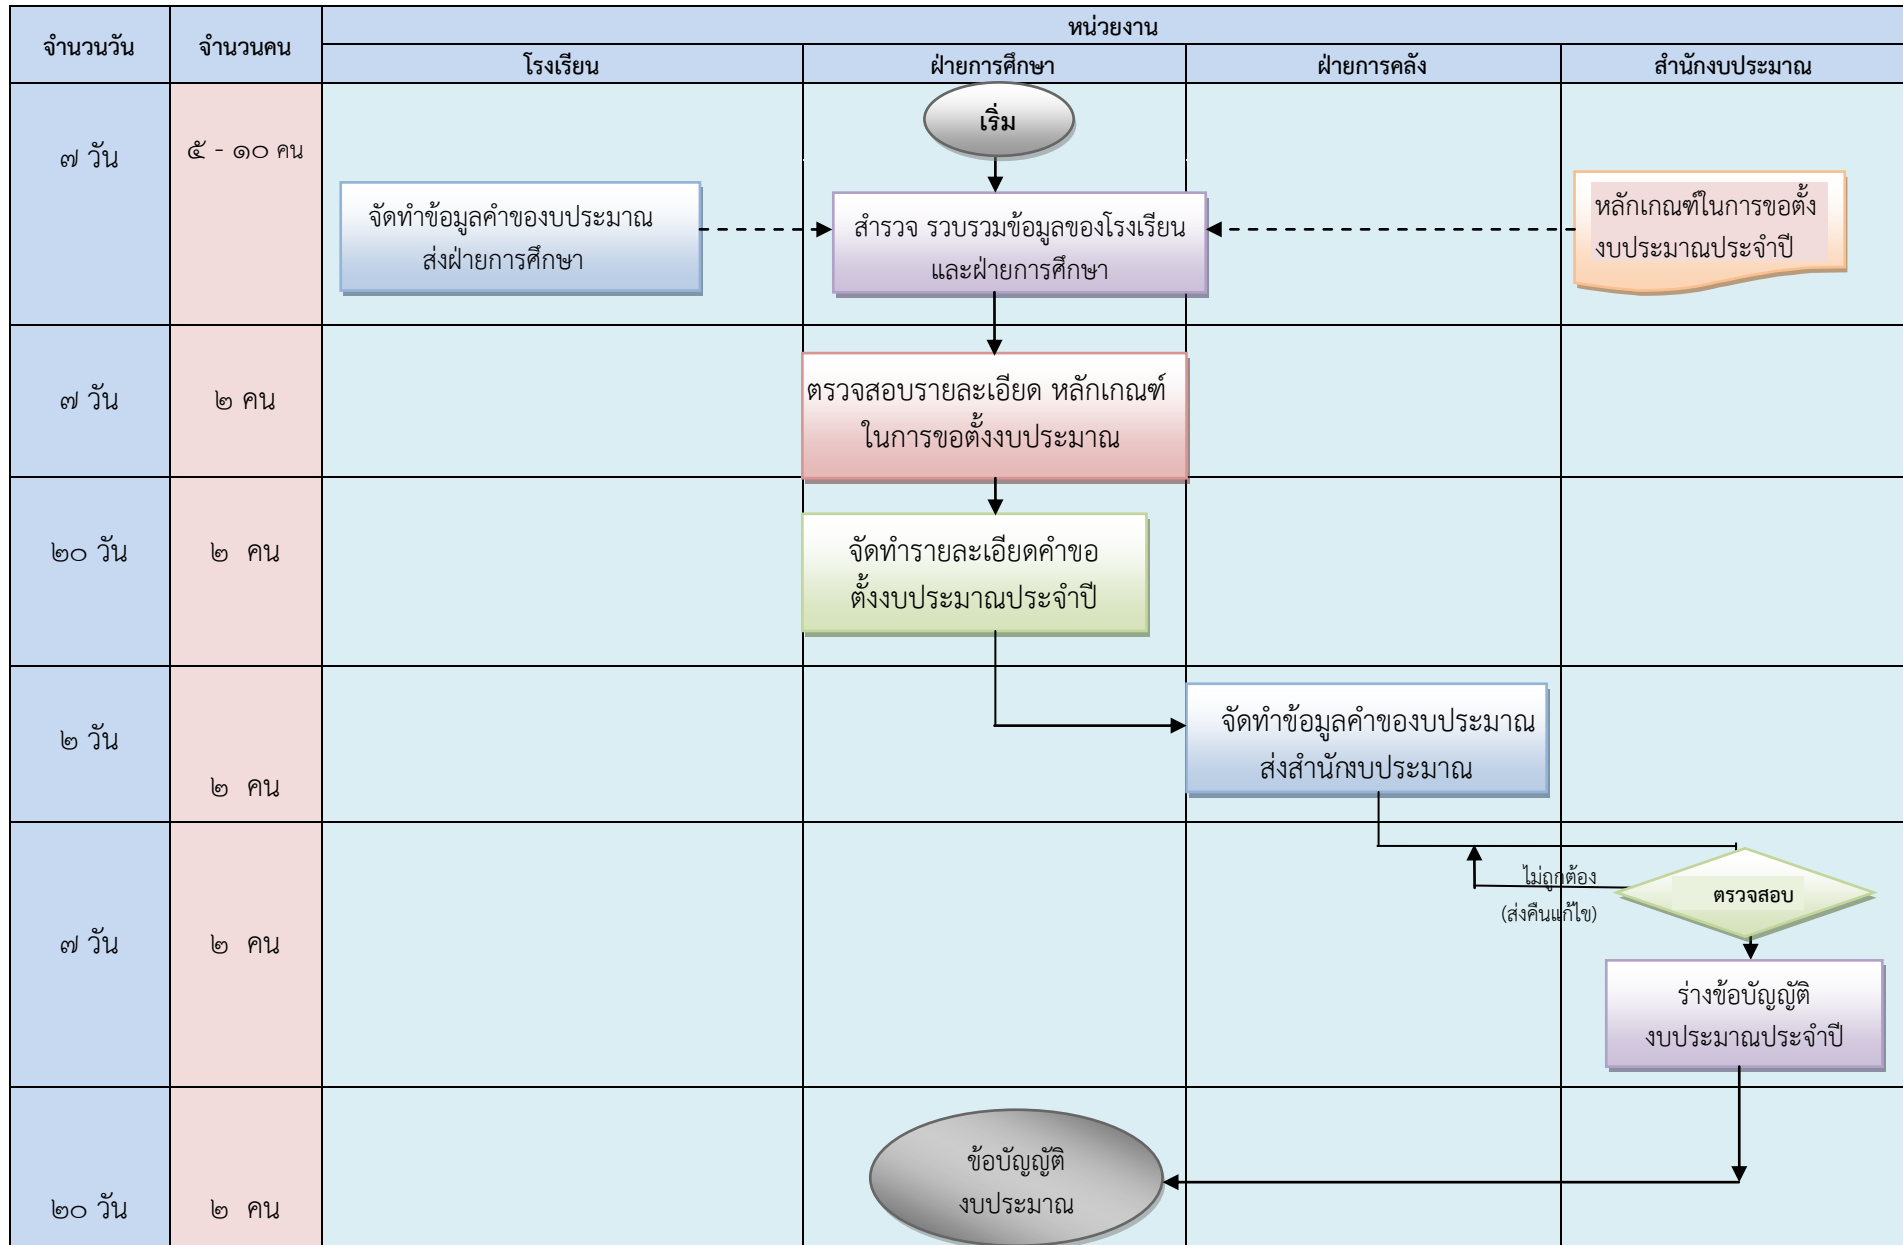 จำนวนวัน
จำนวนคน
หน่วยงาน
โรงเรียน
ฝ่ายการศึกษา
ฝ่ายการคลัง
สำนักงบประมาณ
๗ วัน
๕ - ๑๐ คน
เริ่ม
จัดทำข้อมูลคำของบประมาณ
ส่งฝ่ายการศึกษา
สำรวจ รวบรวมข้อมูลของโรงเรียน
และฝ่ายการศึกษา
หลักเกณฑ์ในการขอตั้ง
งบประมาณประจำปี
๗ วัน
๒ คน
ตรวจสอบรายละเอียด หลักเกณฑ์
ในการขอตั้งงบประมาณ
๒๐ วัน
๒ คน
จัดทำรายละเอียดคำขอ
ตั้งงบประมาณประจำปี
๒ วัน
๒ คน
จัดทำข้อมูลคำของบประมาณ
ส่งสำนักงบประมาณ
๗ วัน
๒ คน
ไม่ถูกต้อง
(ส่งคืนแก้ไข)
ตรวจสอบ
ร่างข้อบัญญัติ
งบประมาณประจำปี
๒๐ วัน
๒ คน
ข้อบัญญัติ
งบประมาณ